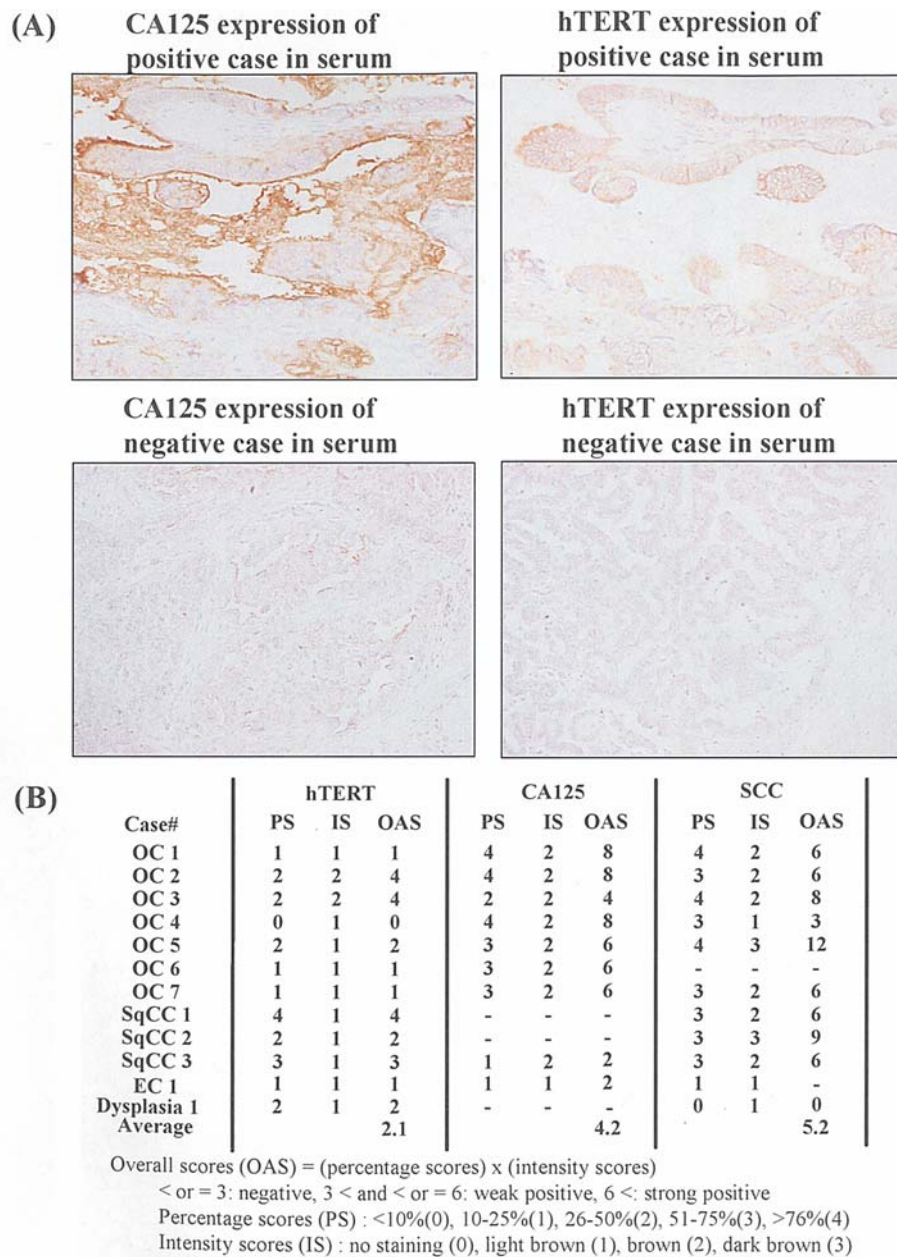 (A)
CA125 expression of
positive case in serum
hTERT expression of
positive case in serum
CA125 expression of
negative case in serum
hTERT expression of
negative case in serum
(B)
hTERT CA125 SCC
Case# PS IS OAS PS IS OAS PS IS OAS
OC 1 1 1 1 4 2 8 4 2 6
OC 2 2 2 4 4 2 8 3 2 6
OC 3 2 2 4 2 2 4 4 2 8
OC 4 0 1 0 4 2 8 3 1 3
OC 5 2 1 2 3 2 6 4 3 12
OC 6 1 1 1 3 2 6 - - -
OC 7 1 1 1 3 2 6 3 2 6
SqCC 1 4 1 4 - - - 3 2 6
SqCC 2 2 1 2 - - - 3 3 9
SqCC 3 3 1 3 1 2 2 3 2 6
EC 1 1 1 1 1 1 2 1 1 -
Dysplasia 1 2 1 2 - - - 0 1 0
Average 2.1 4.2 5.2
Overall scores (OAS) = (percentage scores) x (intensity scores)
< or = 3: negative, 3 < and < or = 6: weak positive, 6 <: strong positive
Percentage scores (PS) : <10%(0), 10-25%(1), 26-50%(2), 51-75%(3), >76%(4)
Intensity scores (IS) : no staining (0), light brown (1), brown (2), dark brown (3)